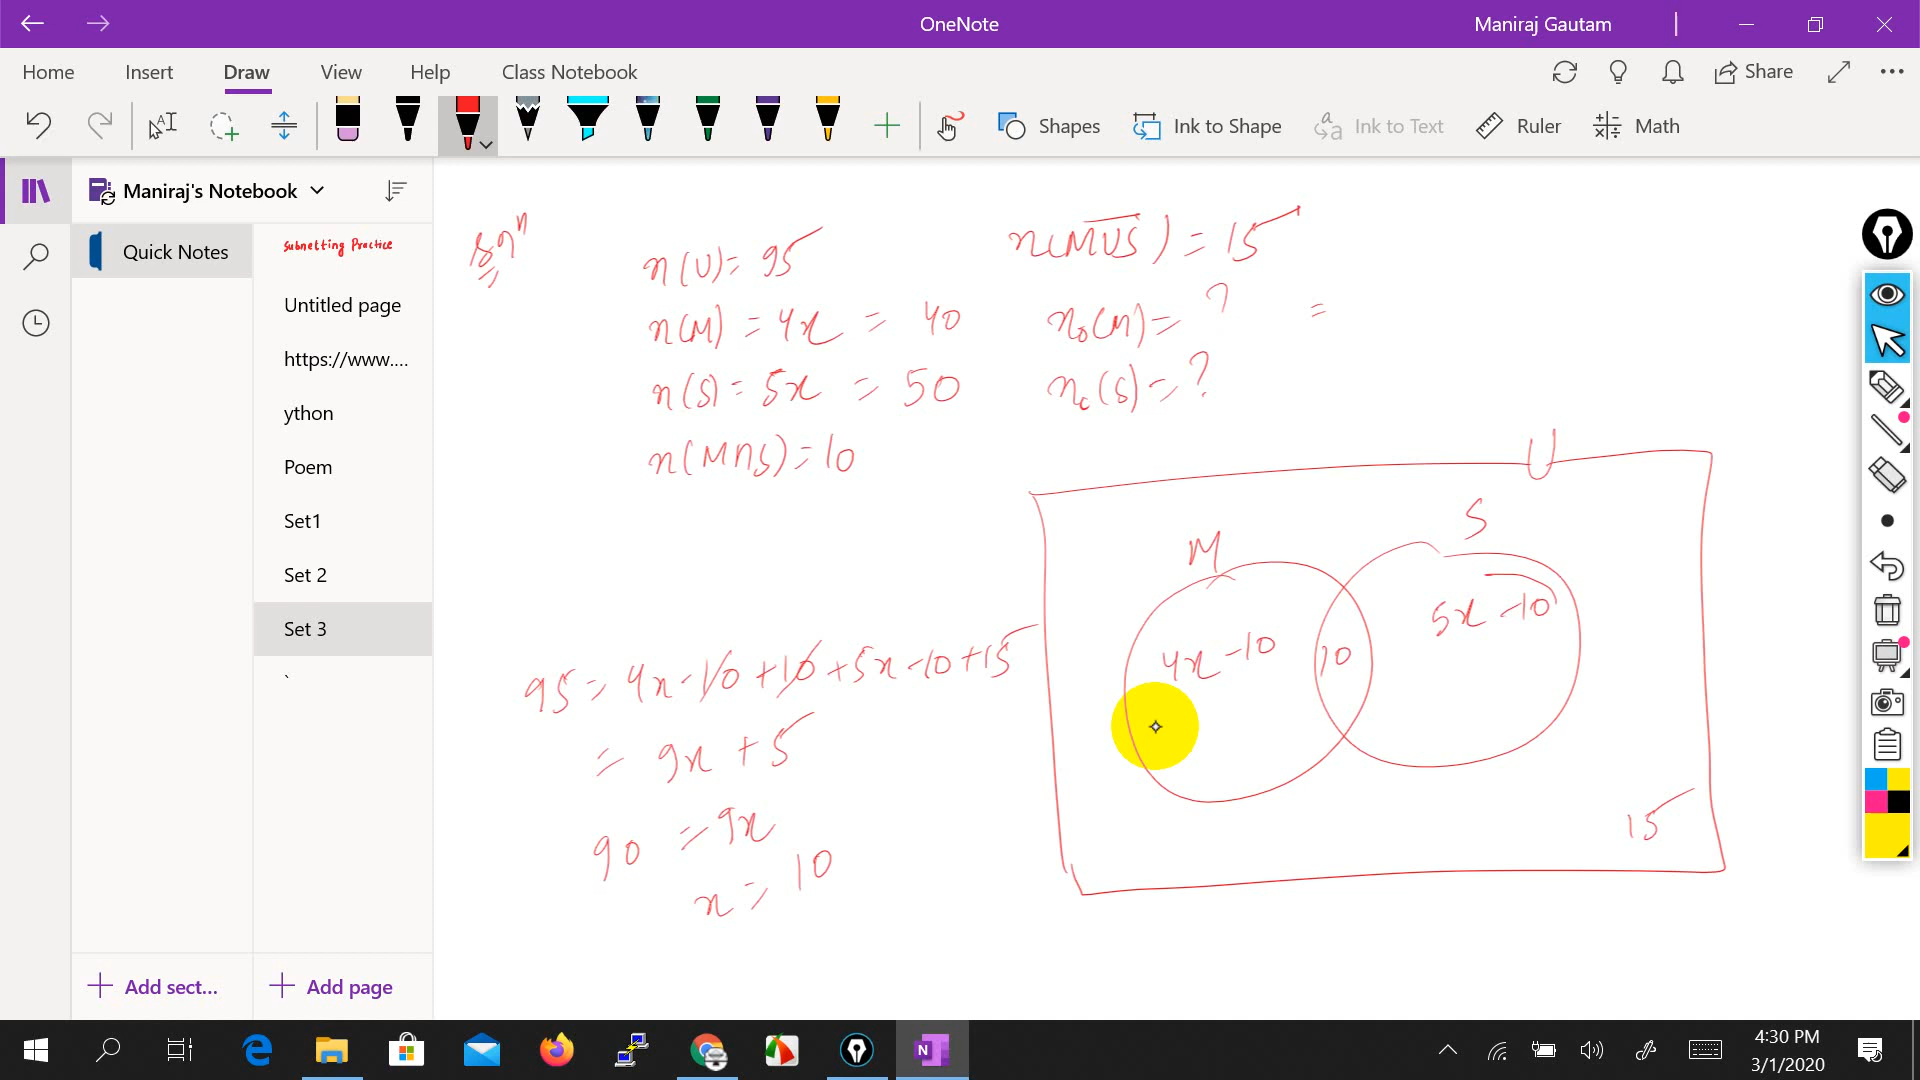 OneNote
Maniraj Gautam
Home Insert Draw View Help Class Notebook
Share
Shapes Ink to Shape Ink to Text Ruler Math
Maniraj's Notebook
Quick Notes
Subnetting Practice
Untitled page
https://www....
ython
Poem
Set1
Set 2
Set 3
`
Add sect...
Add page
n(U) = 95
n(M) = 4x = 40
n(S) = 5x = 50
n(M∩S) = 10
n(M̅U̅S̅) = 15
n₀(M) = ? =
n₀(S) = ?
U
M
S
4x - 10
10
5x - 10
15
95 = 4x - 10 + 10 + 5x - 10 + 15
= 9x + 5
90 = 9x
x = 10
4:30 PM
3/1/2020